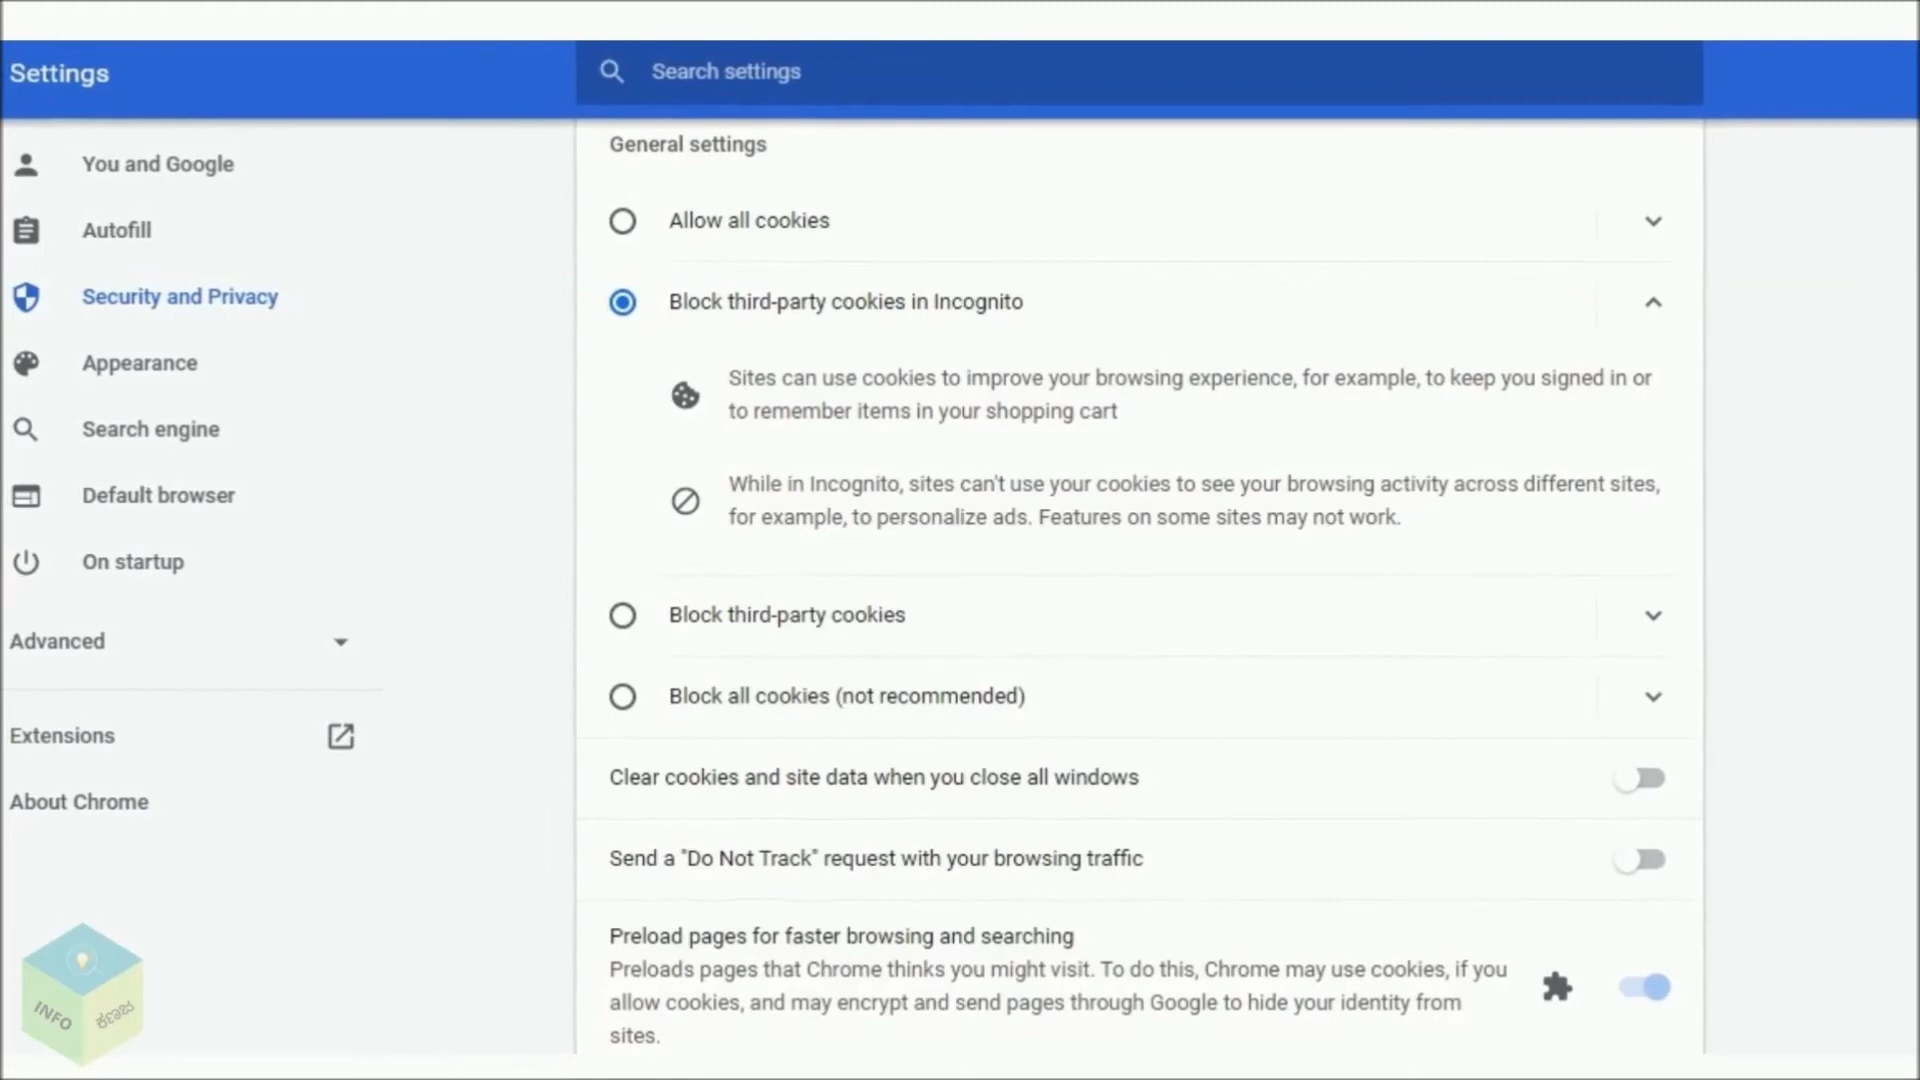 Settings
Search settings
You and Google
Autofill
Security and Privacy
Appearance
Search engine
Default browser
On startup
Advanced
Extensions
About Chrome
General settings
Allow all cookies
Block third-party cookies in Incognito
Sites can use cookies to improve your browsing experience, for example, to keep you signed in or
to remember items in your shopping cart
While in Incognito, sites can't use your cookies to see your browsing activity across different sites,
for example, to personalize ads. Features on some sites may not work.
Block third-party cookies
Block all cookies (not recommended)
Clear cookies and site data when you close all windows
Send a "Do Not Track" request with your browsing traffic
Preload pages for faster browsing and searching
Preloads pages that Chrome thinks you might visit. To do this, Chrome may use cookies, if you
allow cookies, and may encrypt and send pages through Google to hide your identity from
sites.
INFO